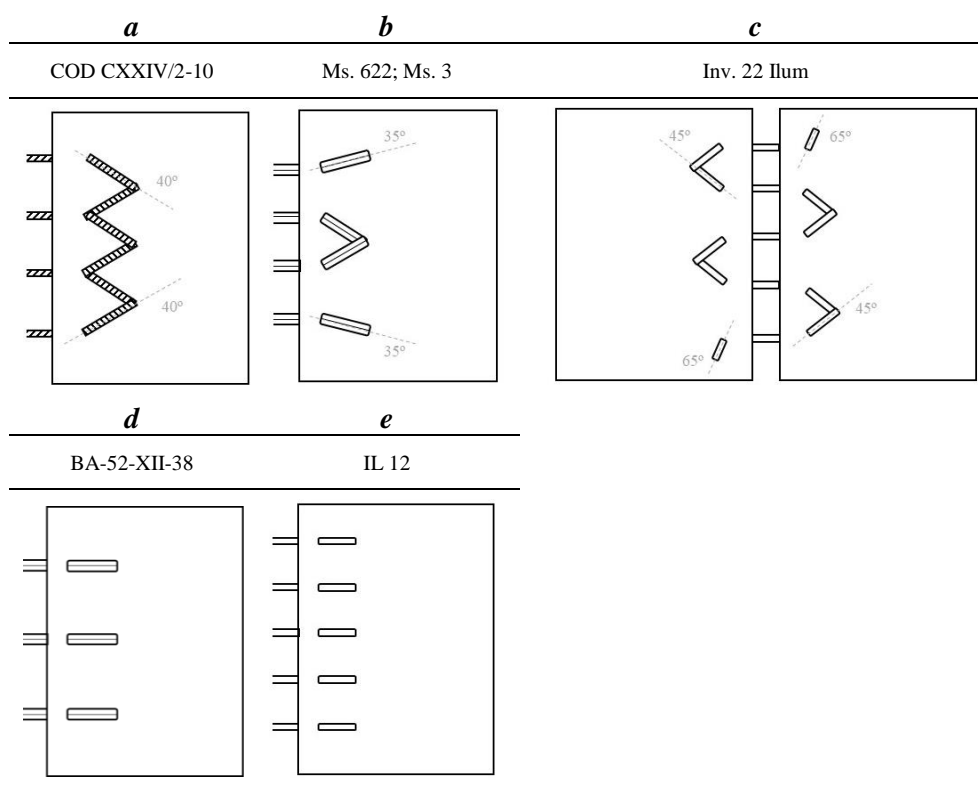 a b c
COD CXXIV/2-10 Ms. 622; Ms. 3 Inv. 22 Ilum
40º
40º
35º
35º
45º 65º
65º 45º
d e
BA-52-XII-38 IL 12